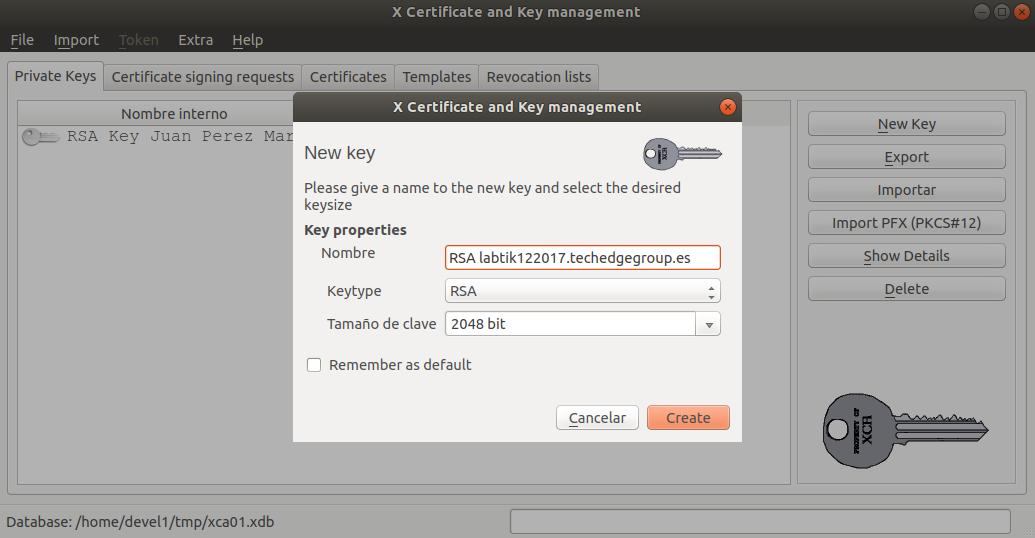 X Certificate and Key management
File Import Token Extra Help
Private Keys Certificate signing requests Certificates Templates Revocation lists
Nombre interno
RSA Key Juan Perez Mar
X Certificate and Key management
New key
Please give a name to the new key and select the desired
keysize
Key properties
Nombre RSA labtik122017.techedgegroup.es
Keytype RSA
Tamaño de clave 2048 bit
Remember as default
Cancelar Create
New Key
Export
Importar
Import PFX (PKCS#12)
Show Details
Delete
PROPERTY OF
XCA
Database: /home/devel1/tmp/xca01.xdb